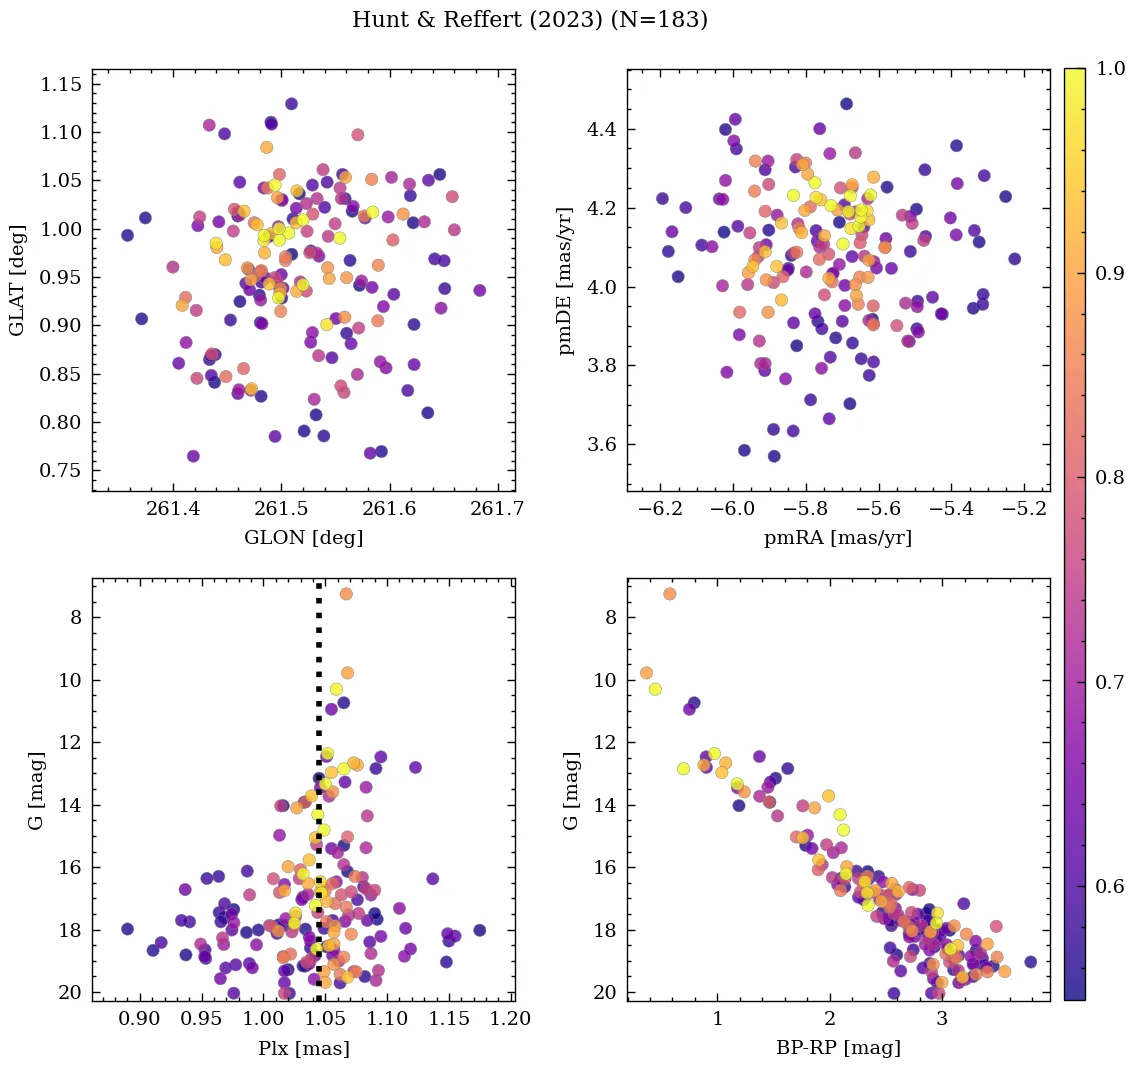 Hunt & Reffert (2023) (N=183)
1.15
1.10
1.05
1.00
0.95
0.90
0.85
0.80
0.75
GLAT [deg]
261.4 261.5 261.6 261.7
GLON [deg]
4.4
4.2
4.0
3.8
3.6
pmDE [mas/yr]
−6.2 −6.0 −5.8 −5.6 −5.4 −5.2
pmRA [mas/yr]
1.0
0.9
0.8
0.7
0.6
8
10
12
14
16
18
20
G [mag]
0.90 0.95 1.00 1.05 1.10 1.15 1.20
Plx [mas]
8
10
12
14
16
18
20
G [mag]
1 2 3
BP-RP [mag]